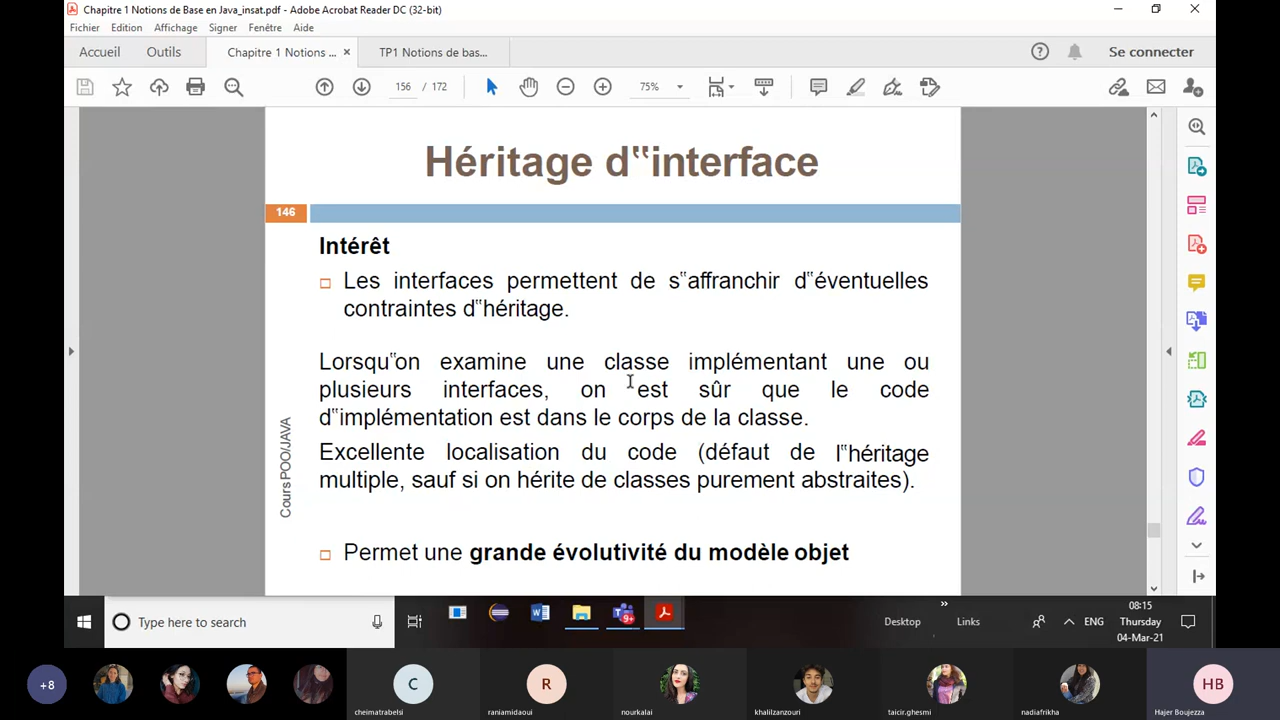 Chapitre 1 Notions de Base en Java_insat.pdf - Adobe Acrobat Reader DC (32-bit)
Fichier Edition Affichage Signer Fenêtre Aide
Accueil Outils Chapitre 1 Notions ... × TP1 Notions de bas... Se connecter
156 / 172 75%
Héritage d‟interface
146
Intérêt
Les interfaces permettent de s‟affranchir d‟éventuelles
contraintes d‟héritage.
Lorsqu‟on examine une classe implémentant une ou
plusieurs interfaces, on est sûr que le code
d‟implémentation est dans le corps de la classe.
Excellente localisation du code (défaut de l‟héritage
multiple, sauf si on hérite de classes purement abstraites).
Permet une grande évolutivité du modèle objet
Cours POO/JAVA
Type here to search
9+
Desktop
Links
ENG
08:15
Thursday
04-Mar-21
+8
C
R
HB
cheimatrabelsi
raniamidaoui
nourkalai
khalilzanzouri
taicir.ghesmi
nadiafrikha
Hajer Boujezza